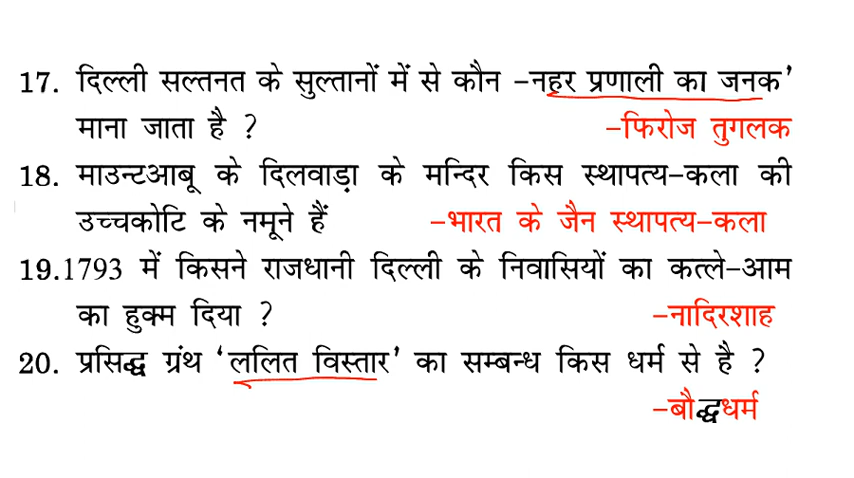 17. दिल्ली सल्तनत के सुल्तानों में से कौन –नहर प्रणाली का जनक’
माना जाता है ? –फिरोज तुगलक
18. माउन्टआबू के दिलवाड़ा के मन्दिर किस स्थापत्य–कला की
उच्चकोटि के नमूने हैं –भारत के जैन स्थापत्य–कला
19.1793 में किसने राजधानी दिल्ली के निवासियों का कत्ले–आम
का हुक्म दिया ? –नादिरशाह
20. प्रसिद्ध ग्रंथ ‘ललित विस्तार’ का सम्बन्ध किस धर्म से है ?
–बौद्धधर्म